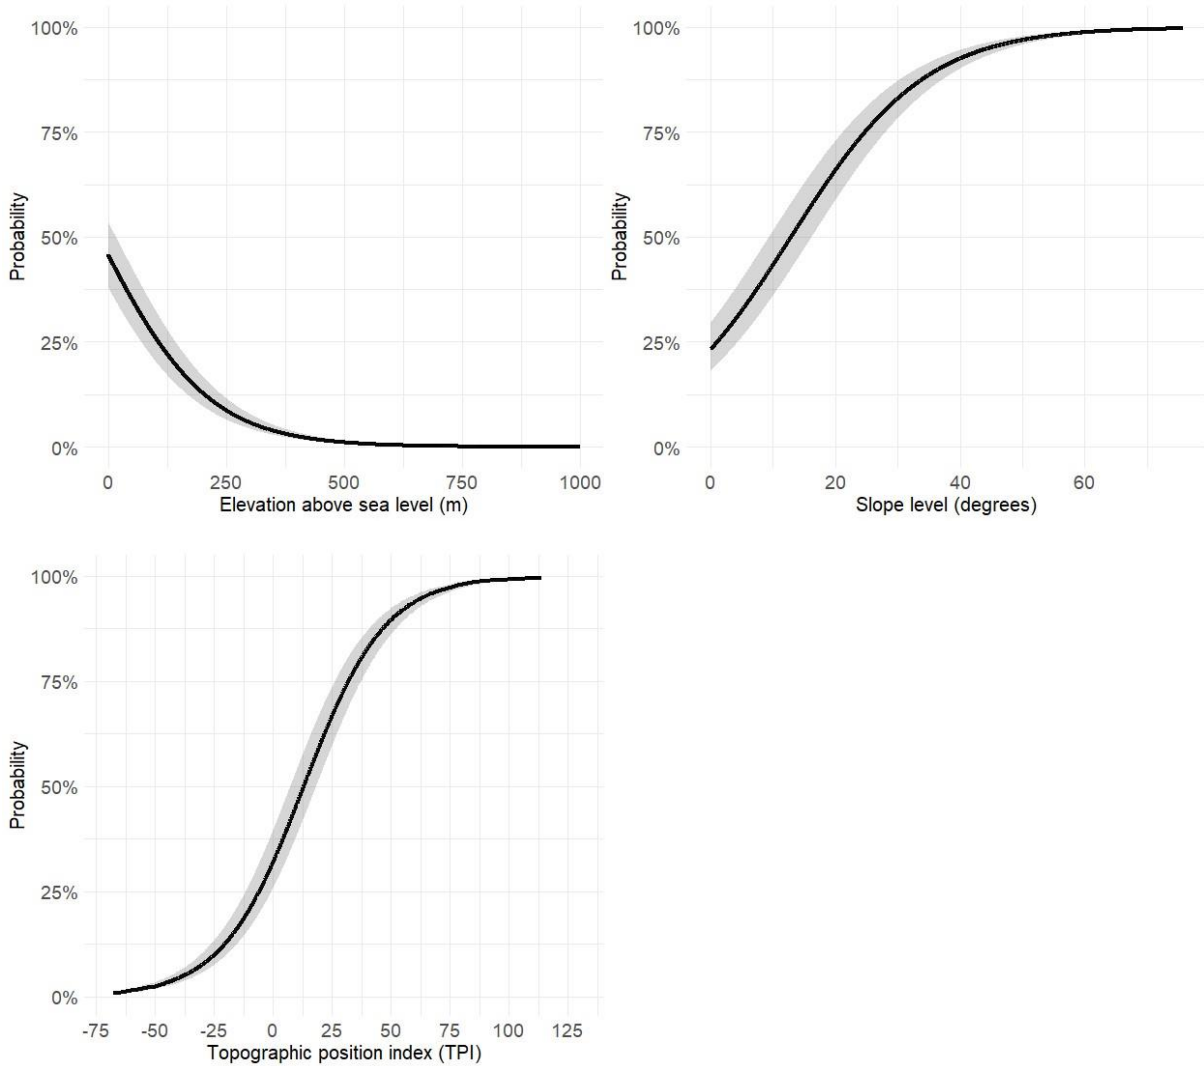 100%
75%
50%
25%
0%
Probability
0 250 500 750 1000
Elevation above sea level (m)
100%
75%
50%
25%
0%
Probability
0 20 40 60
Slope level (degrees)
100%
75%
50%
25%
0%
Probability
-75 -50 -25 0 25 50 75 100 125
Topographic position index (TPI)